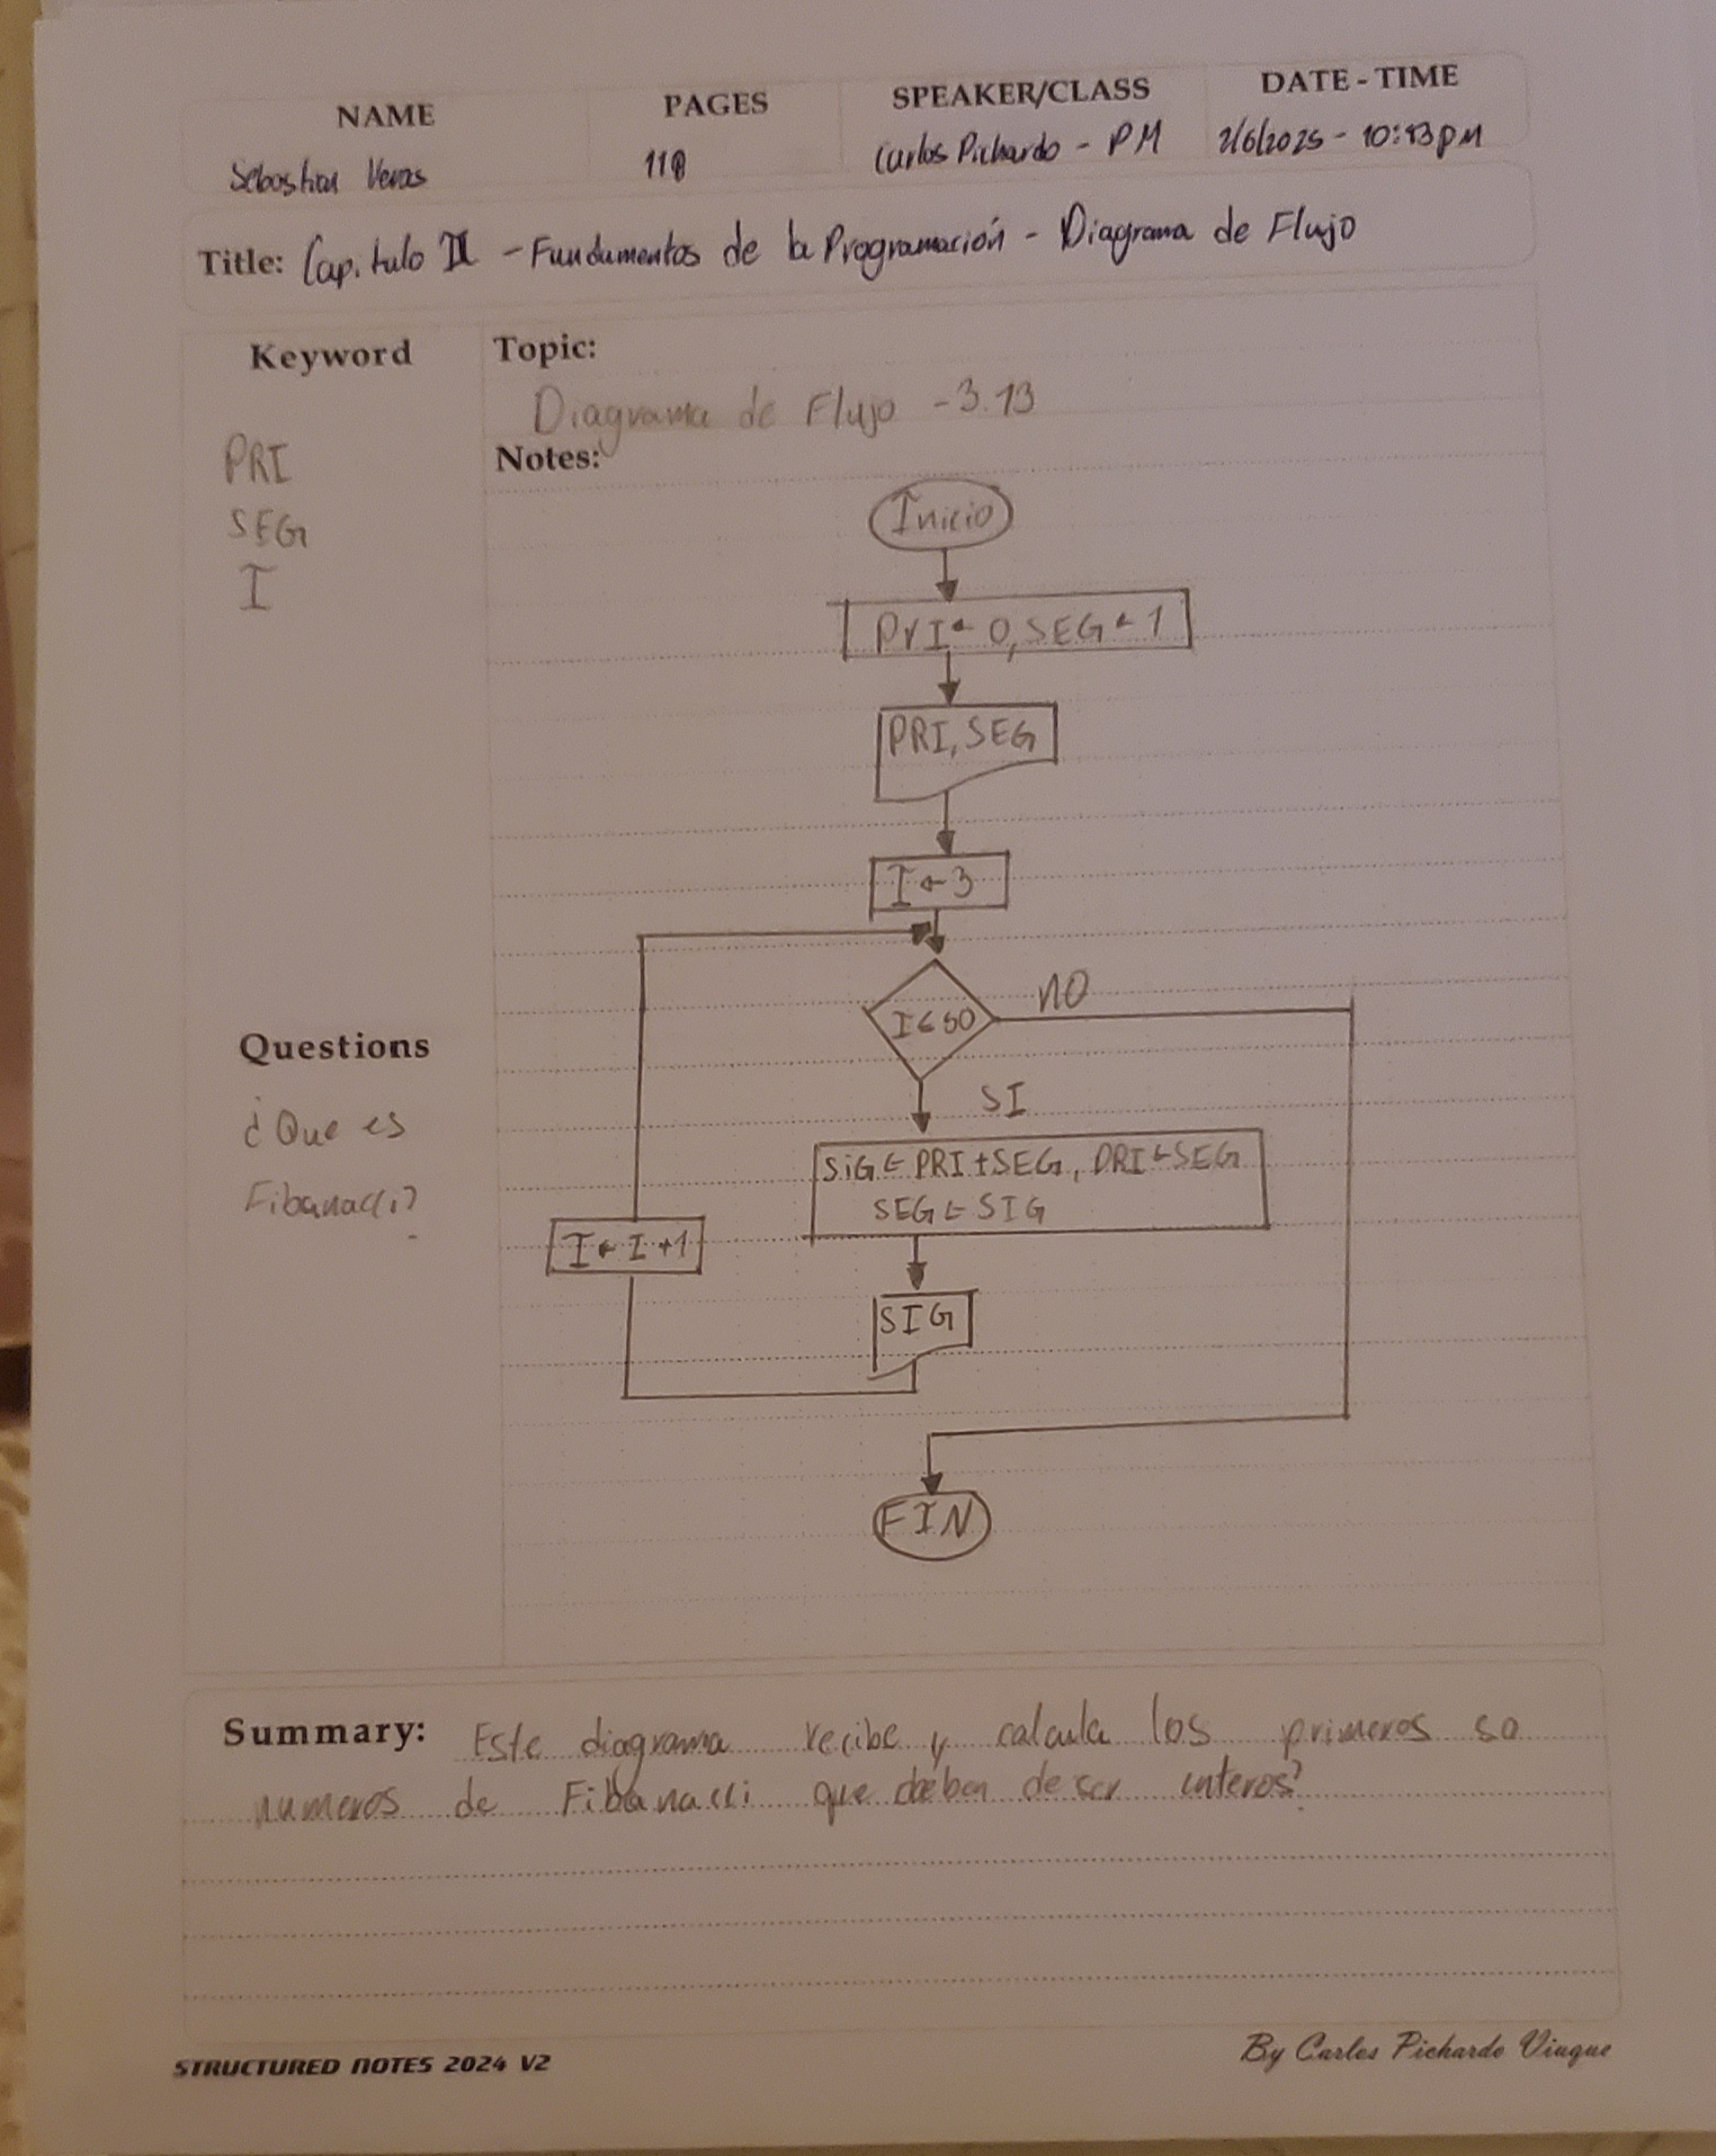 NAME PAGES SPEAKER/CLASS DATE - TIME
Sebastian Veras 118 Carlos Pichardo - PM 2/6/2025 - 10:53pm
Title: Capitulo II - Fundamentos de la Programación - Diagrama de Flujo
Keyword
PRI
SEG
I
Topic:
Diagrama de Flujo - 3.13
Notes:
Inicio
PrI ← 0, SEG ← 1
PRI, SEG
I ← 3
I ≤ 50
NO
SI
SiG ← PRI + SEG, PRI ← SEG
SEG ← SIG
I ← I + 1
SIG
FIN
Questions
¿Que es
Fibanacci?
Summary: Este diagrama recibe y calcula los primeros 50
numeros de Fibanacci que deben de ser enteros?
STRUCTURED NOTES 2024 V2
By Carlos Pichardo Viuque